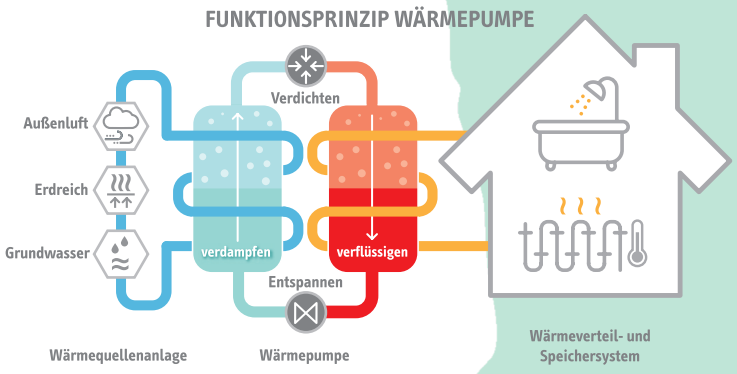 FUNKTIONSPRINZIP WÄRMEPUMPE
Verdichten
Außenluft
Erdreich
Grundwasser
verdampfen
verflüssigen
Entspannen
Wärmequellenanlage
Wärmepumpe
Wärmeverteil- und
Speichersystem